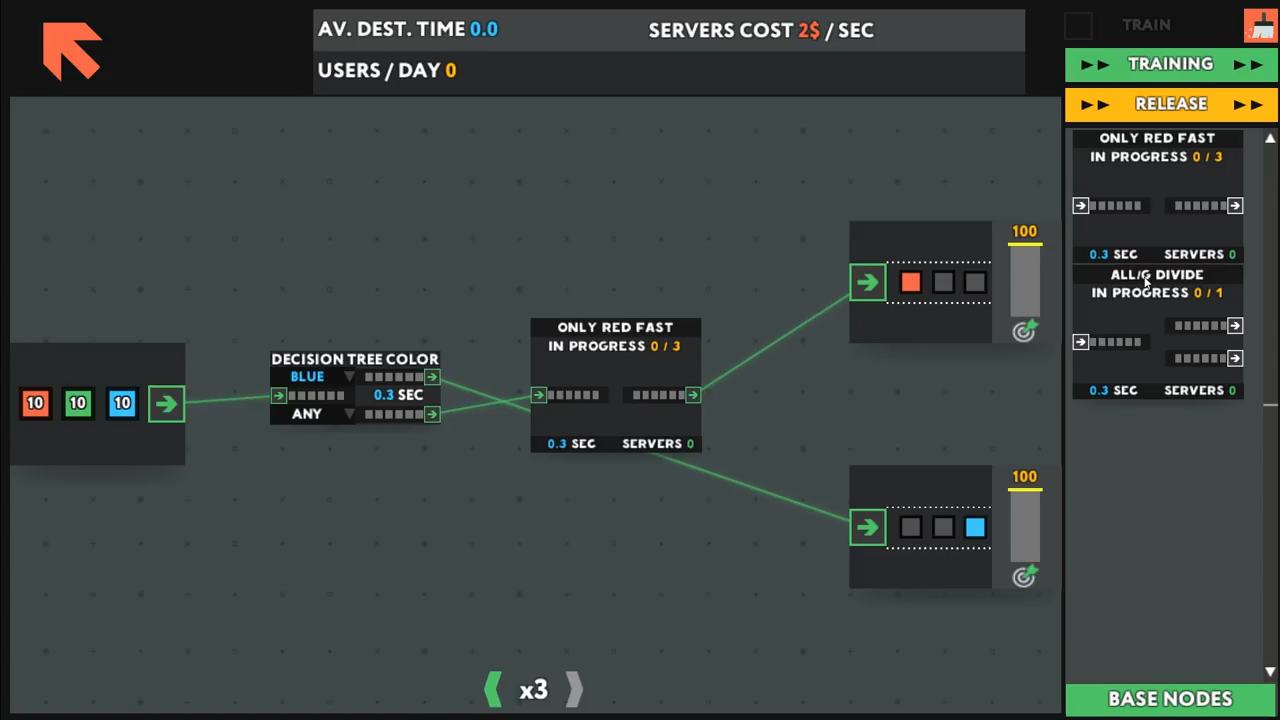 AV. DEST. TIME 0.0
SERVERS COST 2$ / SEC
USERS / DAY 0
TRAIN
TRAINING
RELEASE
ONLY RED FAST
IN PROGRESS 0 / 3
0.3 SEC SERVERS 0
ALL/G DIVIDE
IN PROGRESS 0 / 1
0.3 SEC SERVERS 0
BASE NODES
10 10 10
DECISION TREE COLOR
BLUE
0.3 SEC
ANY
ONLY RED FAST
IN PROGRESS 0 / 3
0.3 SEC SERVERS 0
100
100
x3